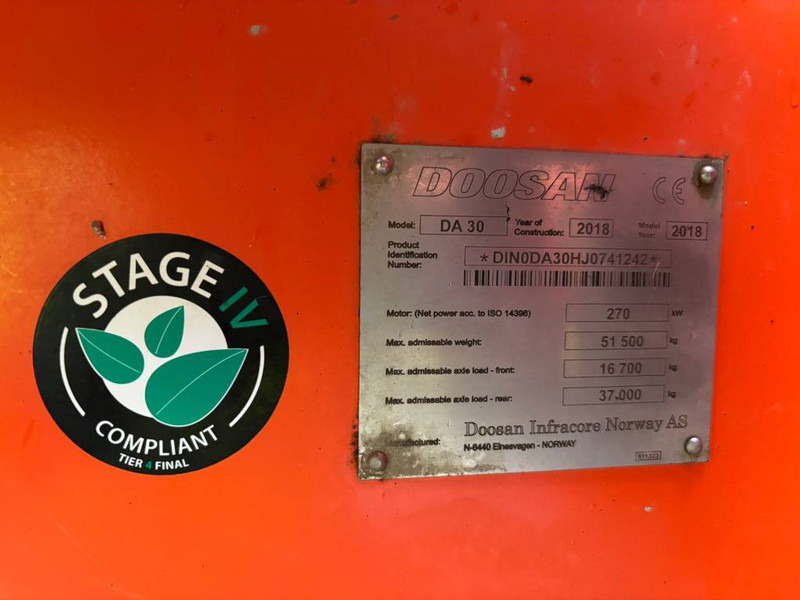 STAGE IV
COMPLIANT
TIER 4 FINAL
DOOSAN CE
Model: DA 30 Year of Construction: 2018 Model Year: 2018
Product Identification Number: *DIN0DA30HJ0741242*
Motor: (Net power acc. to ISO 14396) 270 kW
Max. admissable weight: 51 500 kg
Max. admissable axle load - front: 16 700 kg
Max. admissable axle load - rear: 37.000 kg
Manufactured: Doosan Infracore Norway AS
N-6440 Elnesvagen - NORWAY